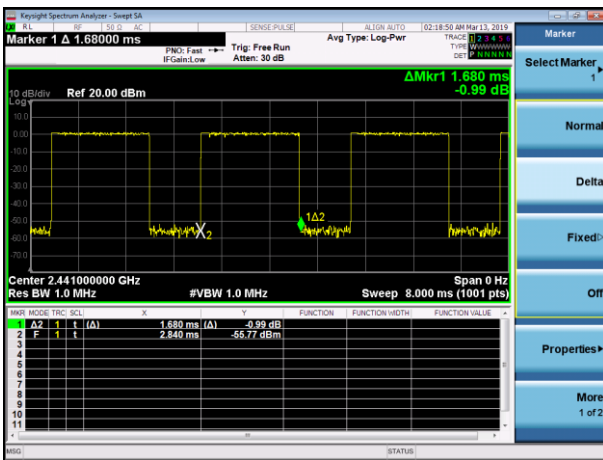 Keysight Spectrum Analyzer - Swept SA
RL RF 50 Ω AC SENSE:PULSE ALIGN AUTO 02:18:50 AM Mar 13, 2019
Marker 1 Δ 1.68000 ms
PNO: Fast
IFGain:Low
Trig: Free Run
Atten: 30 dB
Avg Type: Log-Pwr
TRACE 1 2 3 4 5 6
TYPE WWWWWW
DET P N N N N N
ΔMkr1 1.680 ms
-0.99 dB
10 dB/div Ref 20.00 dBm
Log
10.0
0.00
-10.0
-20.0
-30.0
-40.0
-50.0
-60.0
-70.0
X2
1Δ2
Center 2.441000000 GHz Span 0 Hz
Res BW 1.0 MHz #VBW 1.0 MHz Sweep 8.000 ms (1001 pts)
MKR MODE TRC SCL X Y FUNCTION FUNCTION WIDTH FUNCTION VALUE
1 Δ2 1 t (Δ) 1.680 ms (Δ) -0.99 dB
2 F 1 t 2.840 ms -55.77 dBm
3
4
5
6
7
8
9
10
11
MSG STATUS
Marker
Select Marker
1
Normal
Delta
Fixed
Off
Properties
More
1 of 2